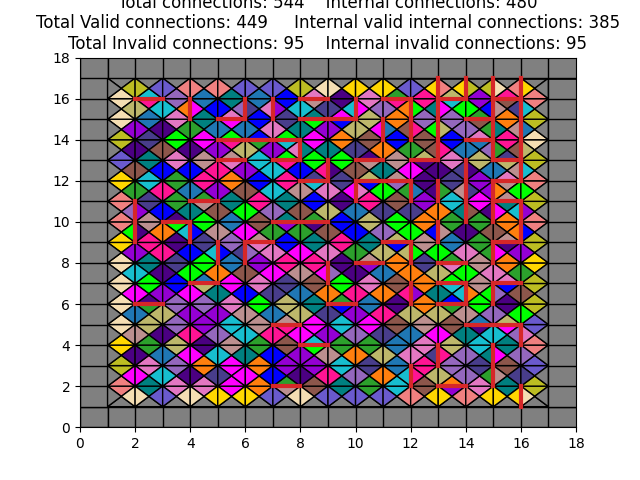 Total connections: 544    Internal connections: 480
Total Valid connections: 449    Internal valid internal connections: 385
Total Invalid connections: 95    Internal invalid connections: 95
18
16
14
12
10
8
6
4
2
0
0 2 4 6 8 10 12 14 16 18